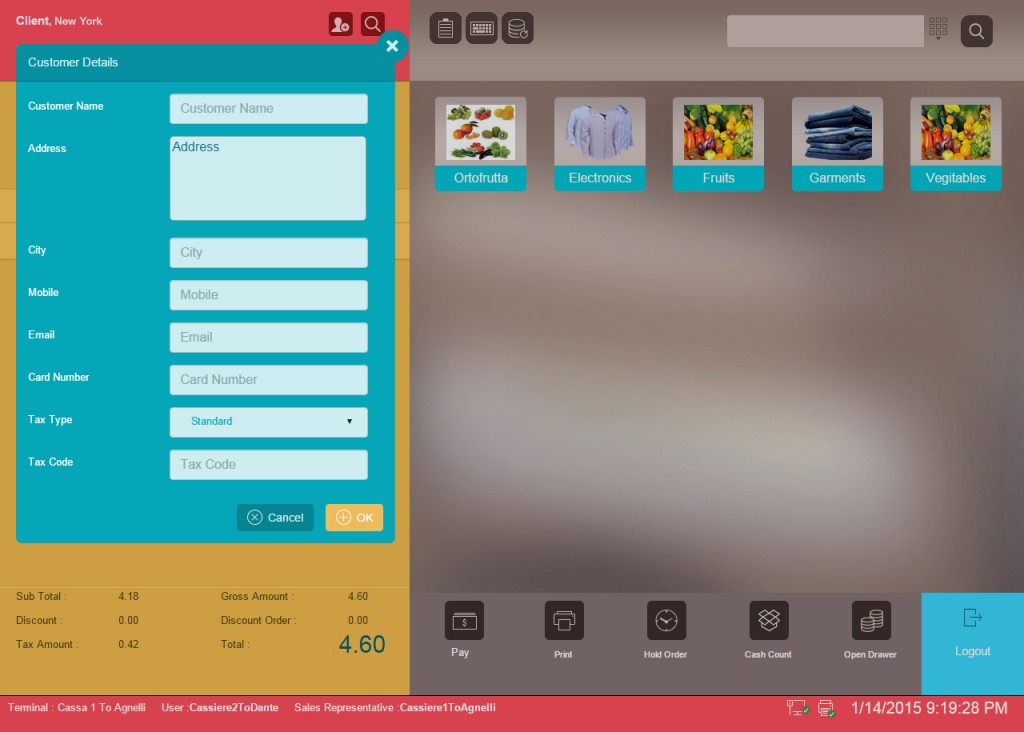 Client, New York
Customer Details
Customer Name
Customer Name
Address
Address
City
City
Mobile
Mobile
Email
Email
Card Number
Card Number
Tax Type
Standard
Tax Code
Tax Code
Cancel
OK
Ortofrutta
Electronics
Fruits
Garments
Vegitables
Sub Total : 4.18 Gross Amount : 4.60
Discount : 0.00 Discount Order : 0.00
Tax Amount : 0.42 Total : 4.60
Pay
Print
Hold Order
Cash Count
Open Drawer
Logout
Terminal : Cassa 1 To Agnelli User :Cassiere2ToDante Sales Representative :Cassiere1ToAgnelli 1/14/2015 9:19:28 PM